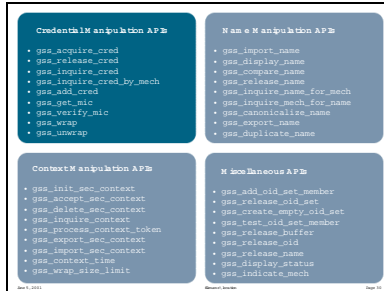 Credential Manipulation APIs
• gss_acquire_cred
• gss_release_cred
• gss_inquire_cred
• gss_inquire_cred_by_mech
• gss_add_cred
• gss_get_mic
• gss_verify_mic
• gss_wrap
• gss_unwrap
Name Manipulation APIs
• gss_import_name
• gss_display_name
• gss_compare_name
• gss_release_name
• gss_inquire_name_for_mech
• gss_inquire_mech_for_name
• gss_canonicalize_name
• gss_export_name
• gss_duplicate_name
Context Manipulation APIs
• gss_init_sec_context
• gss_accept_sec_context
• gss_delete_sec_context
• gss_inquire_context
• gss_process_context_token
• gss_export_sec_context
• gss_import_sec_context
• gss_context_time
• gss_wrap_size_limit
Miscellaneous APIs
• gss_add_oid_set_member
• gss_release_oid_set
• gss_create_empty_oid_set
• gss_test_oid_set_member
• gss_release_buffer
• gss_release_oid
• gss_release_name
• gss_display_status
• gss_indicate_mech